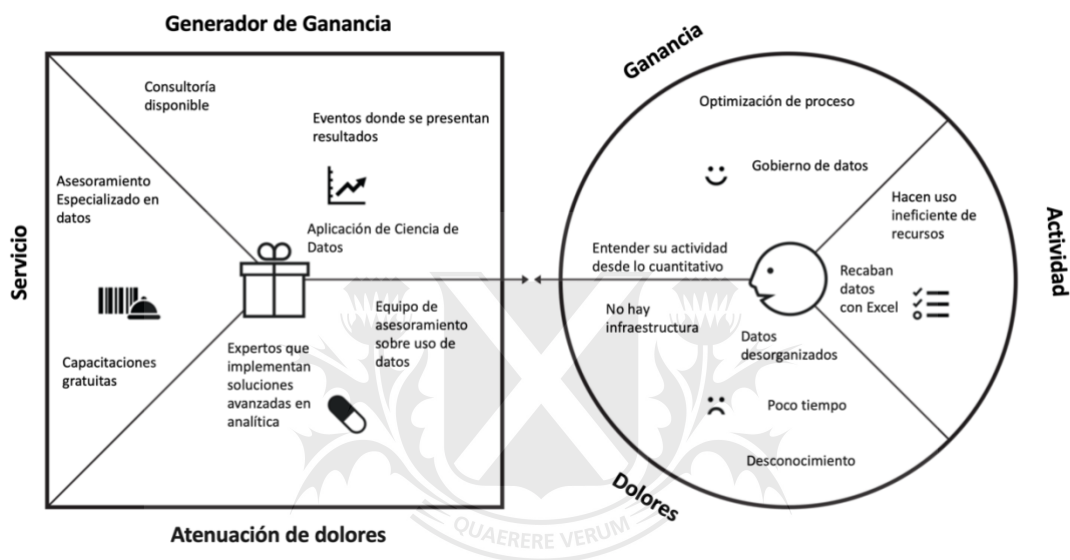 Generador de Ganancia
Consultoría
disponible
Eventos donde se presentan
resultados
Asesoramiento
Especializado en
datos
Aplicación de Ciencia de
Datos
Servicio
Capacitaciones
gratuitas
Expertos que
implementan
soluciones
avanzadas en
analítica
Equipo de
asesoramiento
sobre uso de
datos
Atenuación de dolores
Ganancia
Optimización de proceso
Gobierno de datos
Entender su actividad
desde lo cuantitativo
Hacen uso
ineficiente de
recursos
Recaban
datos
con Excel
Actividad
No hay
infraestructura
Datos
desorganizados
Poco tiempo
Desconocimiento
Dolores
QUAERERE VERUM